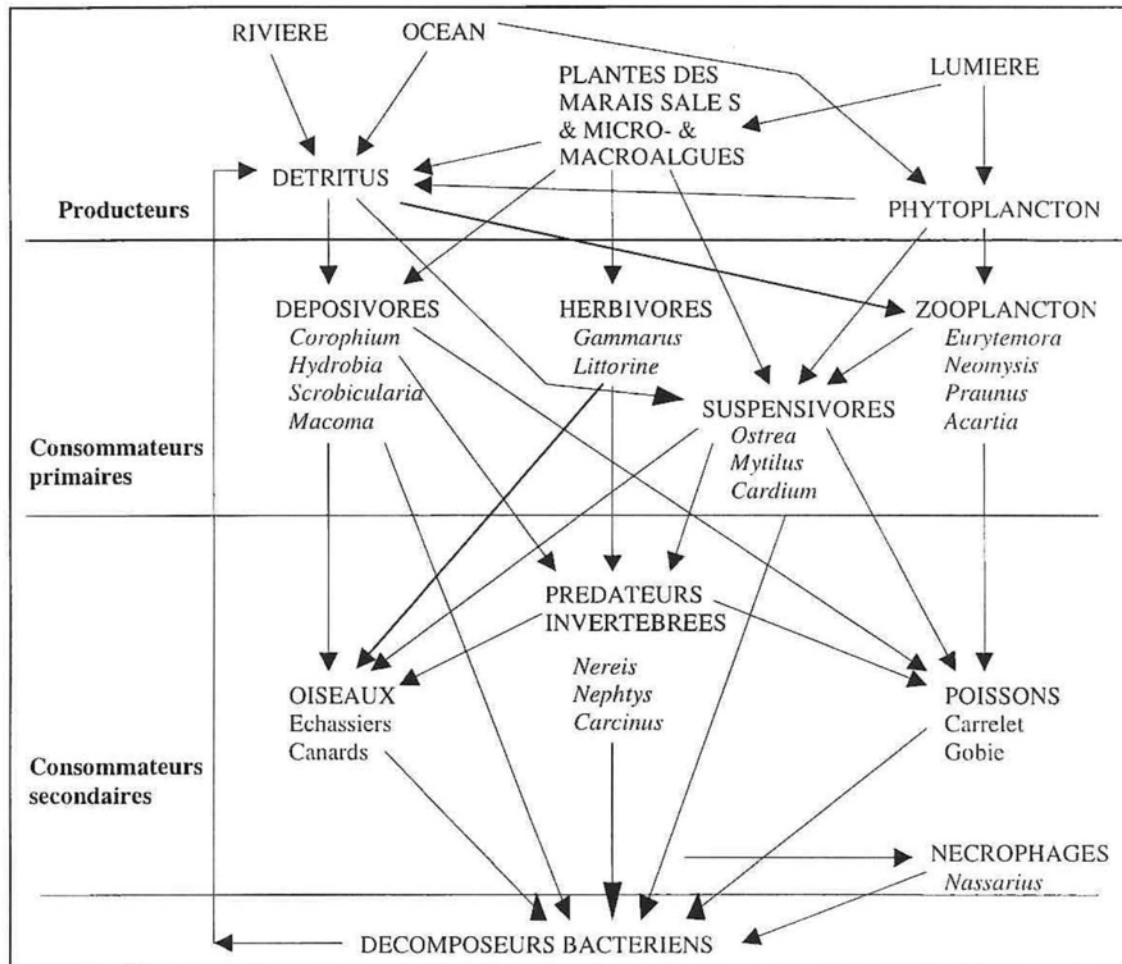 RIVIERE
OCEAN
PLANTES DES
MARAIS SALE S
& MICRO- &
MACROALGUES
LUMIERE
DETRITUS
Producteurs
PHYTOPLANCTON
DEPOSIVORES
Corophium
Hydrobia
Scrobicularia
Macoma
HERBIVORES
Gammarus
Littorine
ZOOPLANCTON
Eurytemora
Neomysis
Praunus
Acartia
SUSPENSIVORES
Ostrea
Mytilus
Cardium
Consommateurs
primaires
PREDATEURS
INVERTEBREES
Nereis
Nephtys
Carcinus
OISEAUX
Echassiers
Canards
POISSONS
Carrelet
Gobie
Consommateurs
secondaires
NECROPHAGES
Nassarius
DECOMPOSEURS BACTERIENS